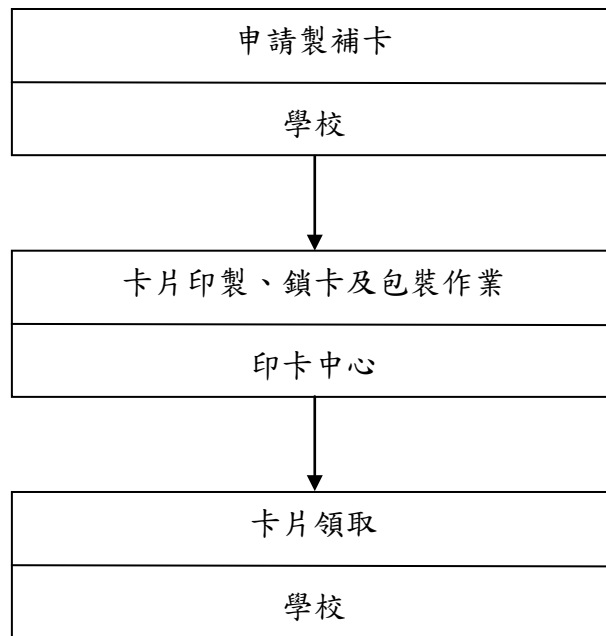 申請製補卡
學校
卡片印製、鎖卡及包裝作業
印卡中心
卡片領取
學校